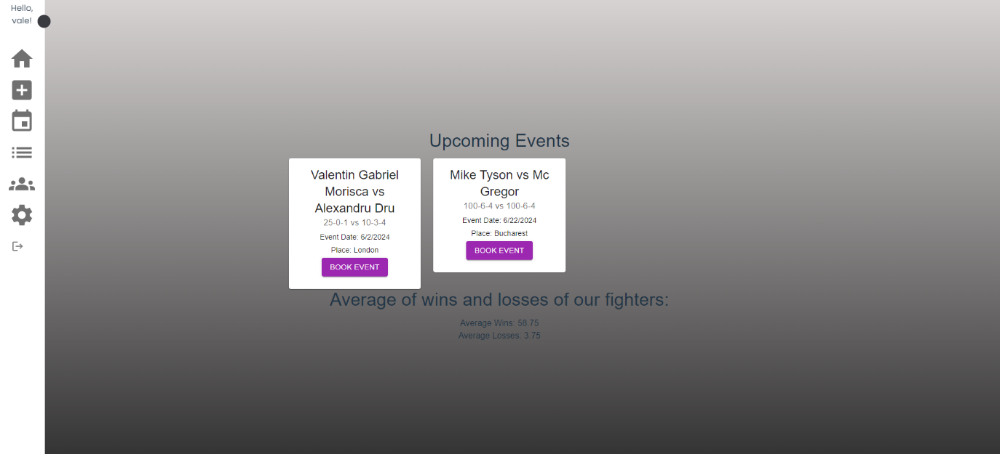 Hello,
vale!
Upcoming Events
Valentin Gabriel
Morisca vs
Alexandru Dru
25-0-1 vs 10-3-4
Event Date: 6/2/2024
Place: London
BOOK EVENT
Mike Tyson vs Mc
Gregor
100-6-4 vs 100-6-4
Event Date: 6/22/2024
Place: Bucharest
BOOK EVENT
Average of wins and losses of our fighters:
Average Wins: 58.75
Average Losses: 3.75